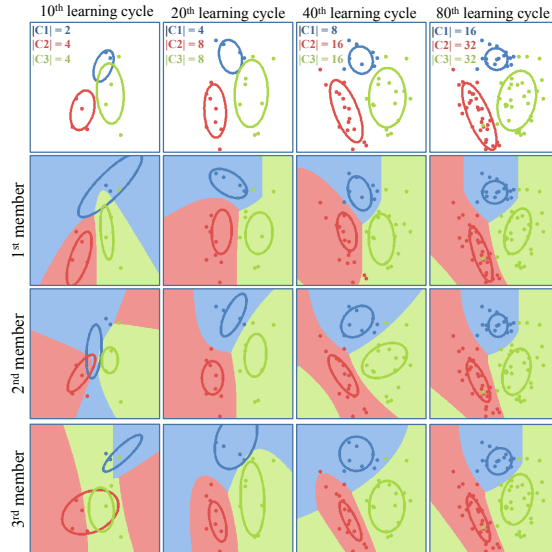 10th learning cycle 20th learning cycle 40th learning cycle 80th learning cycle
|C1| = 2 |C1| = 4 |C1| = 8 |C1| = 16
|C2| = 4 |C2| = 8 |C2| = 16 |C2| = 32
|C3| = 4 |C3| = 8 |C3| = 16 |C3| = 32
1st member
2nd member
3rd member